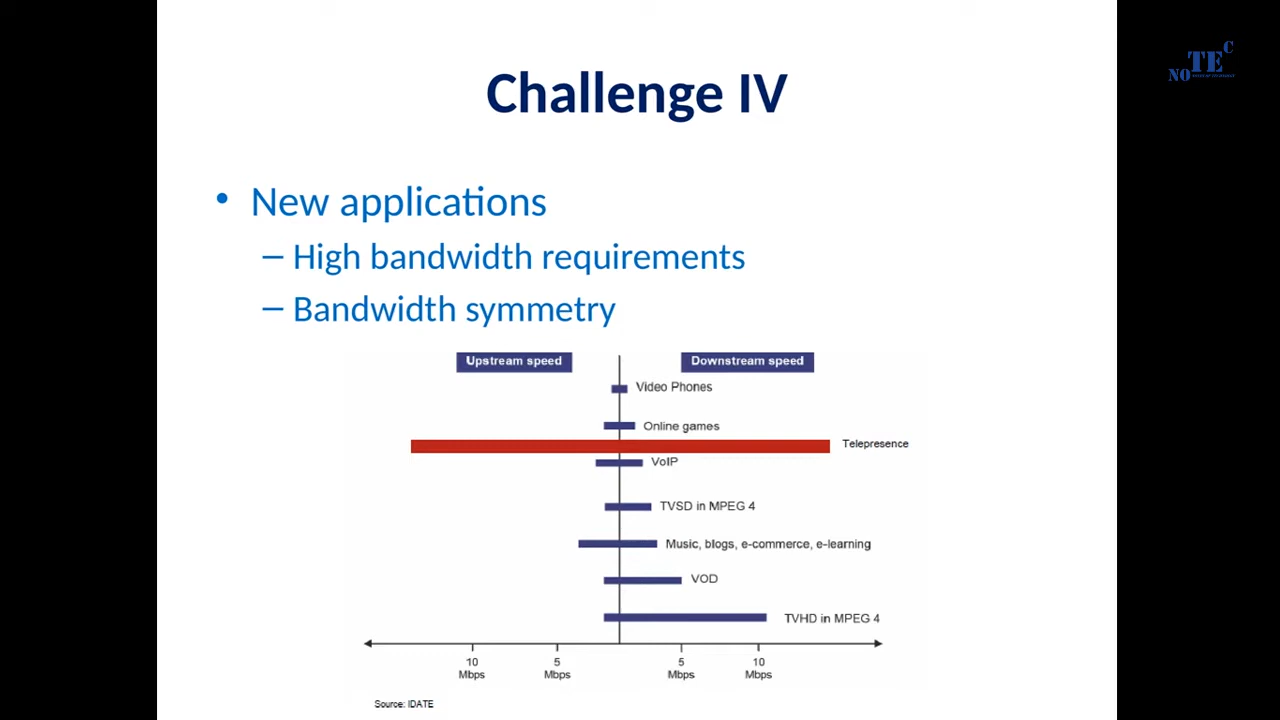 Challenge IV
NOTEC
• New applications
– High bandwidth requirements
– Bandwidth symmetry
Upstream speed Downstream speed
Video Phones
Online games
Telepresence
VoIP
TVSD in MPEG 4
Music, blogs, e-commerce, e-learning
VOD
TVHD in MPEG 4
10 5 5 10
Mbps Mbps Mbps Mbps
Source: IDATE